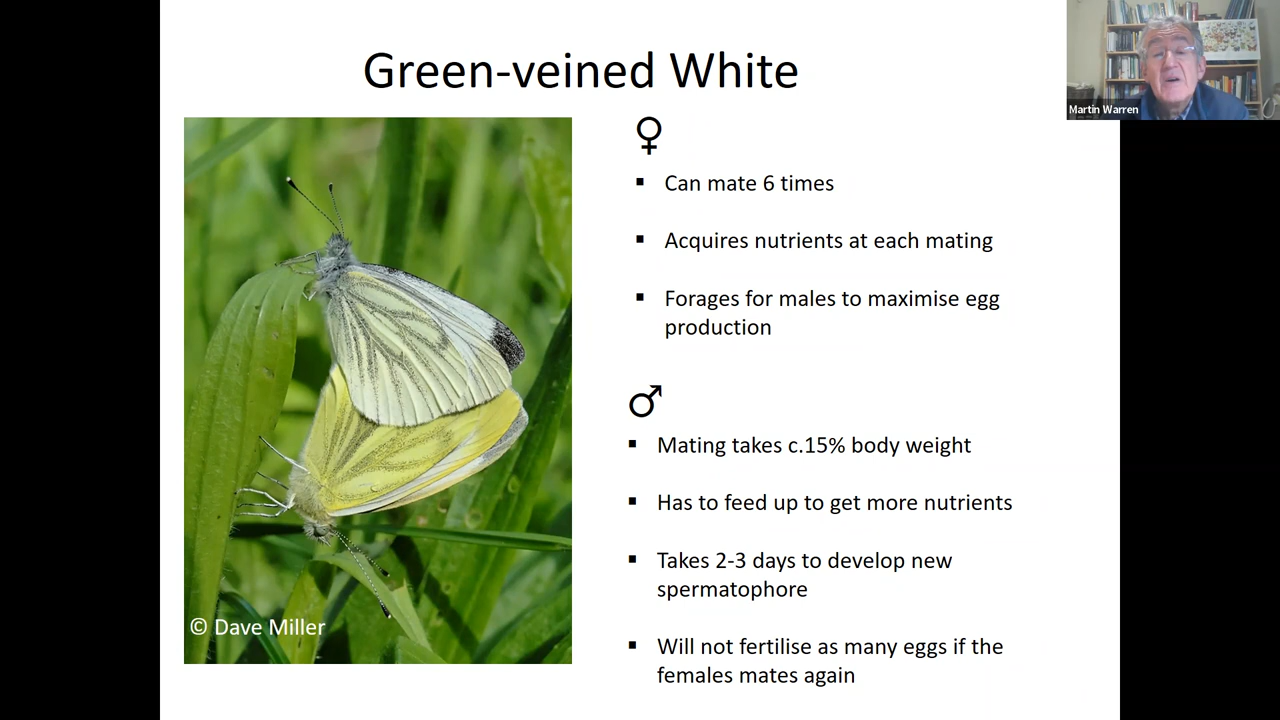 Green-veined White
Martin Warren
♀
▪ Can mate 6 times
▪ Acquires nutrients at each mating
▪ Forages for males to maximise egg
production
♂
▪ Mating takes c.15% body weight
▪ Has to feed up to get more nutrients
▪ Takes 2-3 days to develop new
spermatophore
▪ Will not fertilise as many eggs if the
females mates again
© Dave Miller